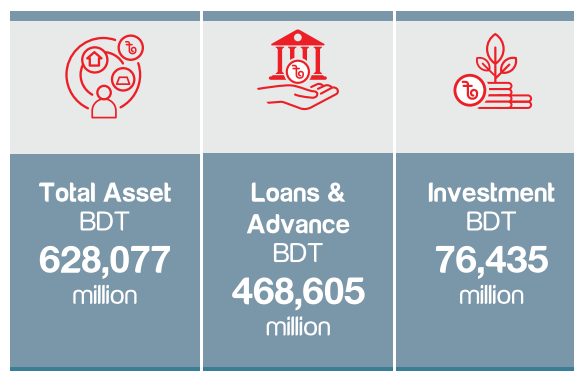 Total Asset
BDT
628,077
million
Loans &
Advance
BDT
468,605
million
Investment
BDT
76,435
million